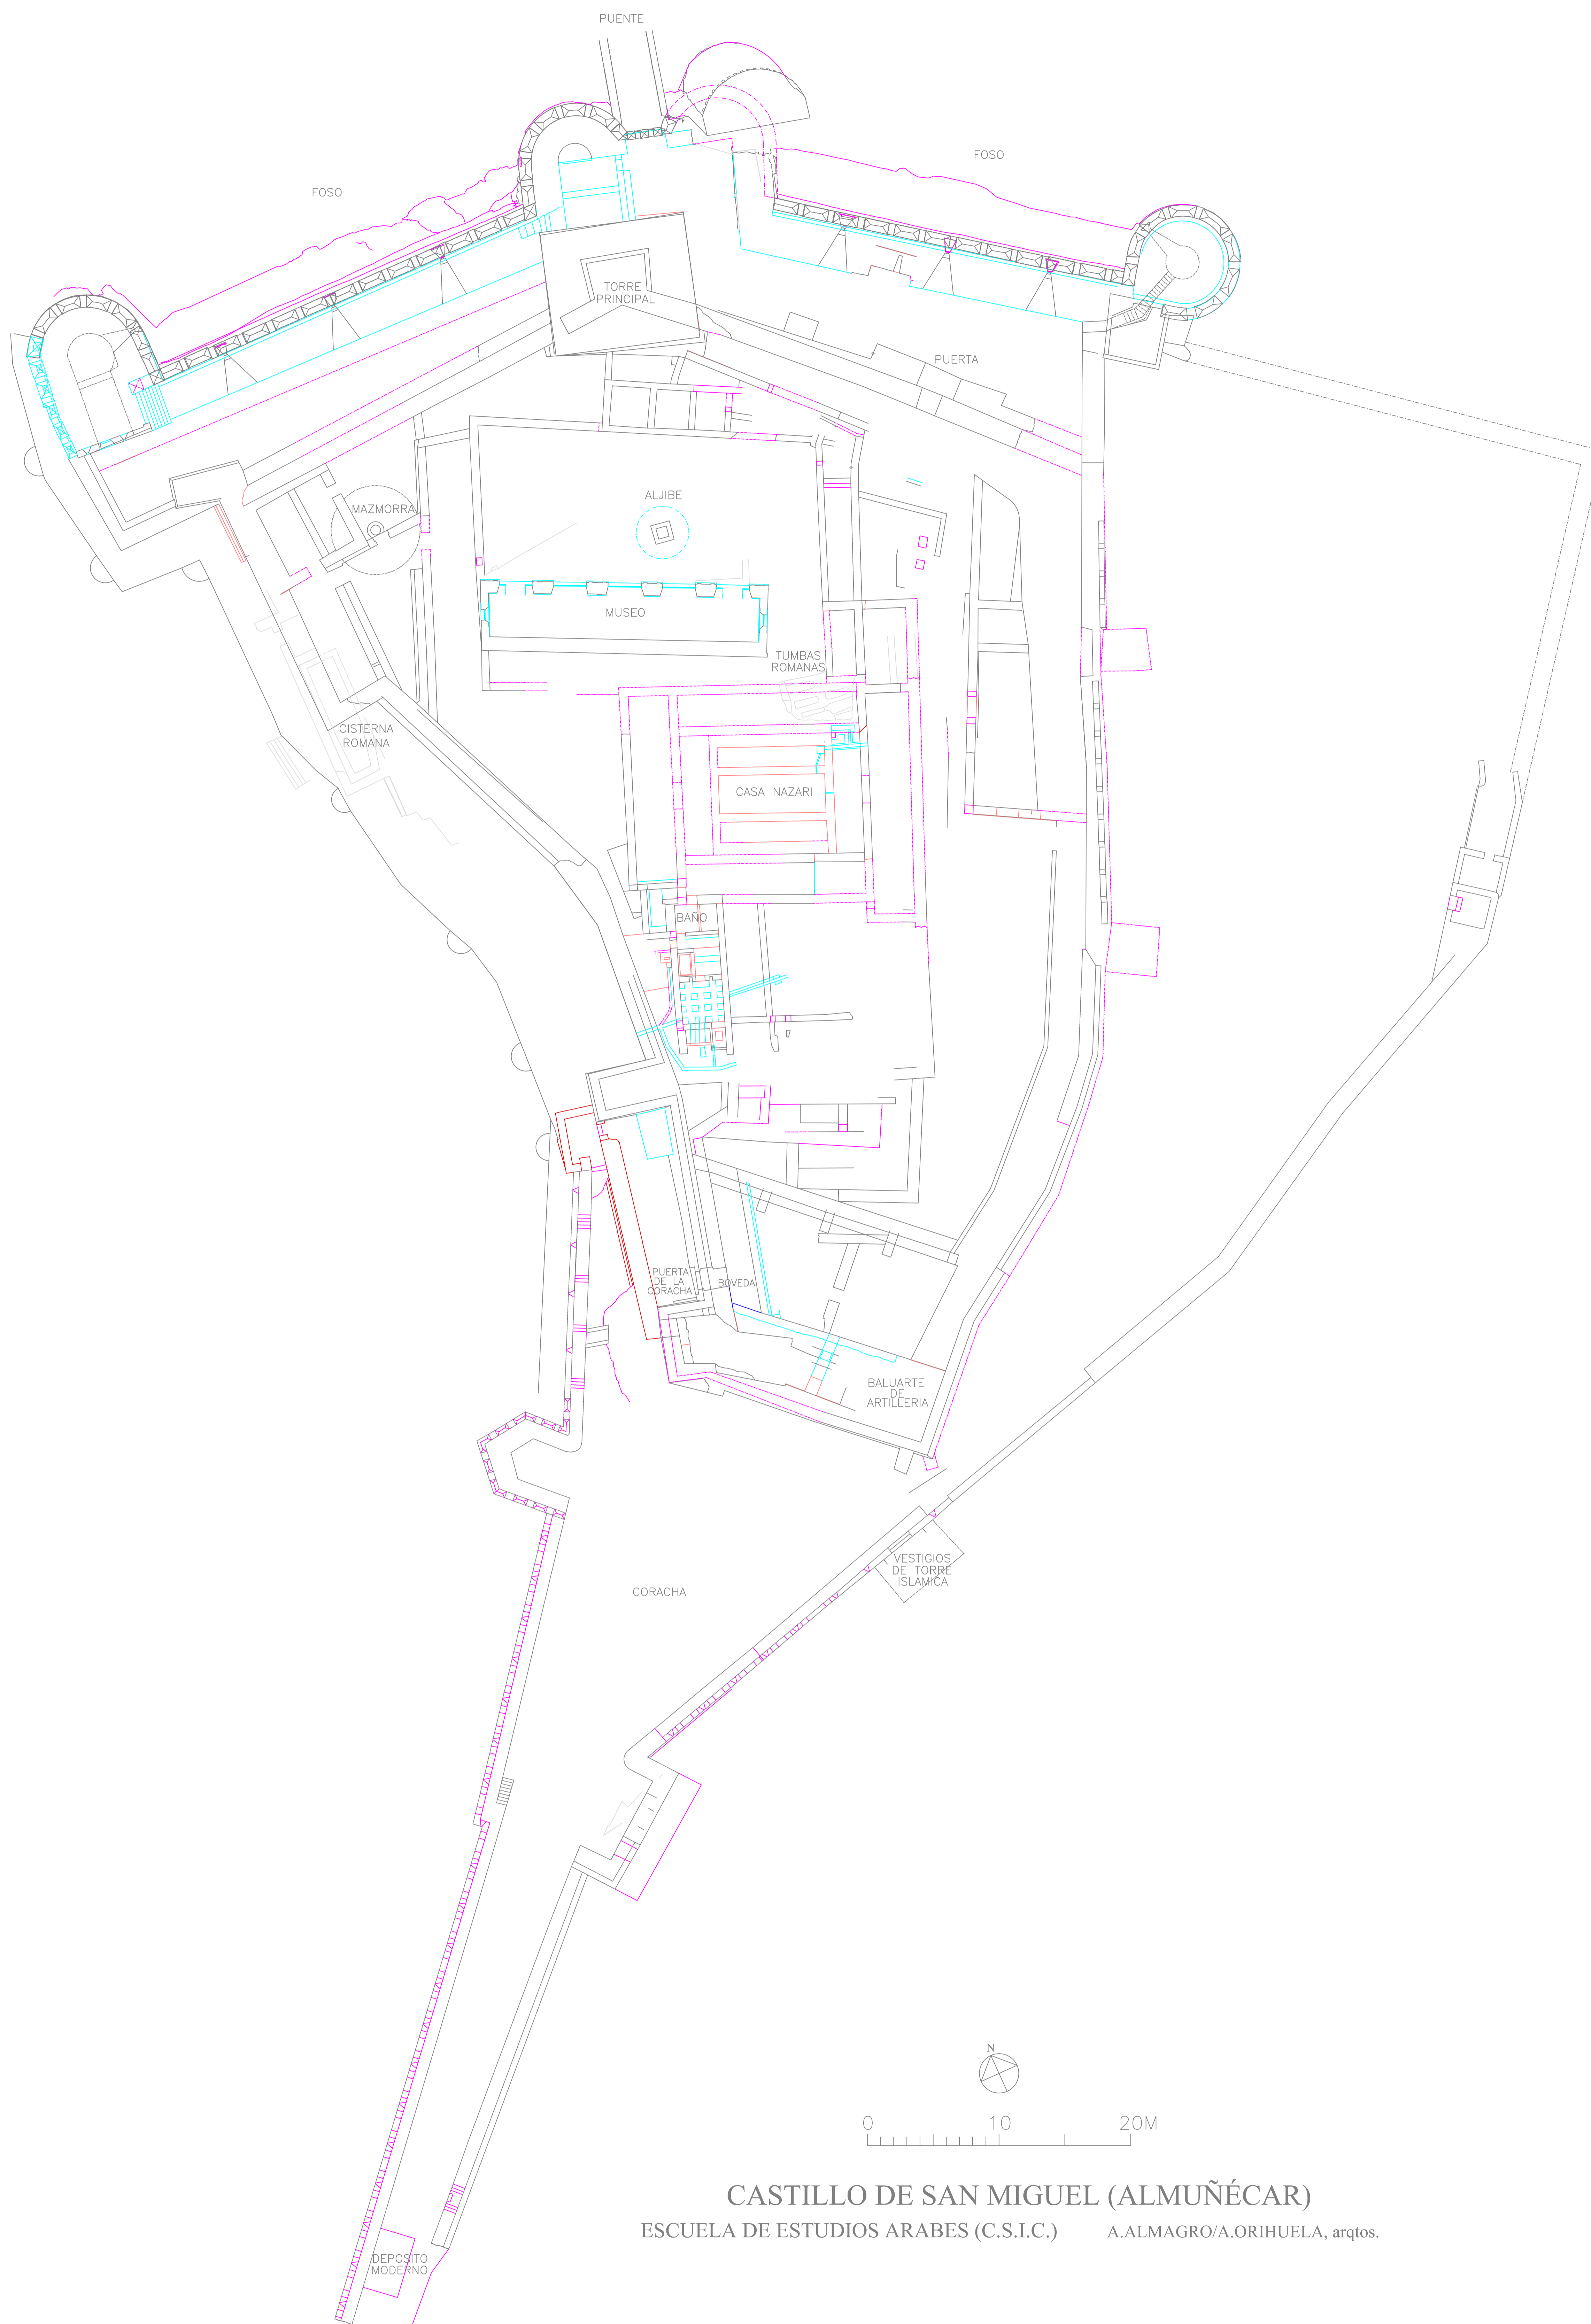 PUENTE
FOSO
FOSO
TORRE
PRINCIPAL
PUERTA
ALJIBE
MAZMORRA
MUSEO
TUMBAS
ROMANAS
CISTERNA
ROMANA
CASA NAZARI
BAÑO
PUERTA
DE LA
CORACHA
BOVEDA
BALUARTE
DE
ARTILLERIA
VESTIGIOS
DE TORRE
ISLAMICA
CORACHA
N
0 10 20M
CASTILLO DE SAN MIGUEL (ALMUÑÉCAR)
ESCUELA DE ESTUDIOS ARABES (C.S.I.C.) A.ALMAGRO/A.ORIHUELA, arqtos.
DEPOSITO
MODERNO